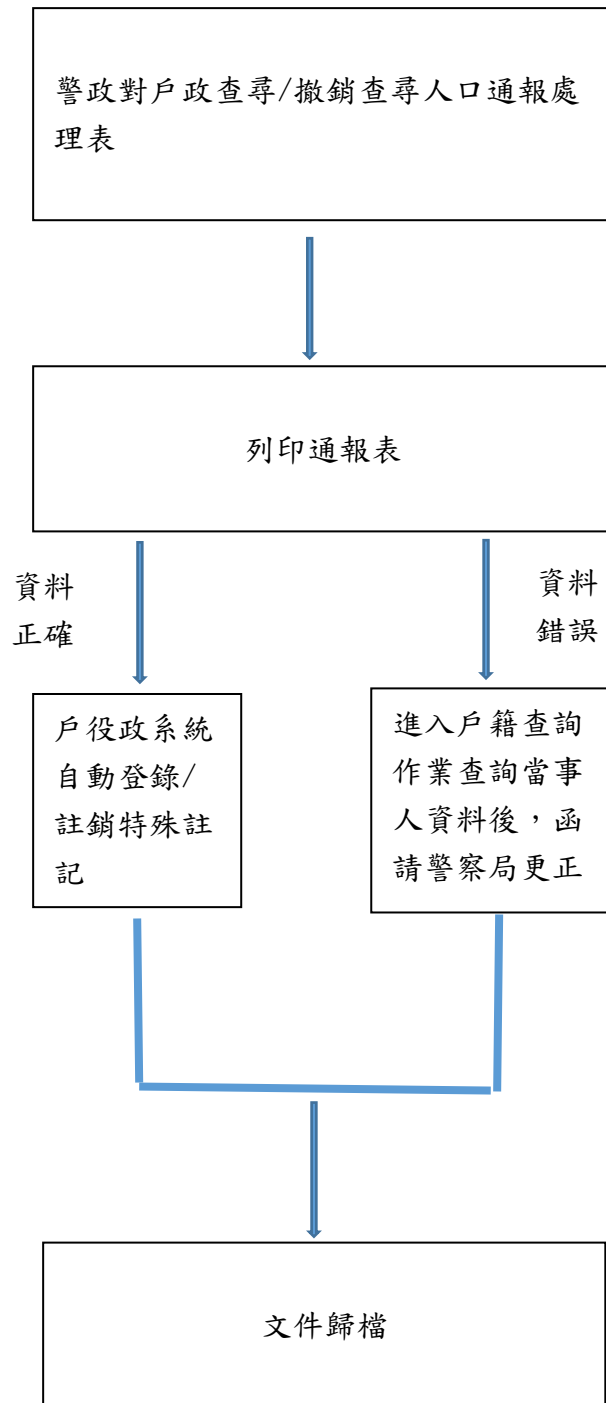 警政對戶政查尋/撤銷查尋人口通報處
理表
列印通報表
資料
正確
資料
錯誤
戶役政系統
自動登錄/
註銷特殊註
記
進入戶籍查詢
作業查詢當事
人資料後，函
請警察局更正
文件歸檔